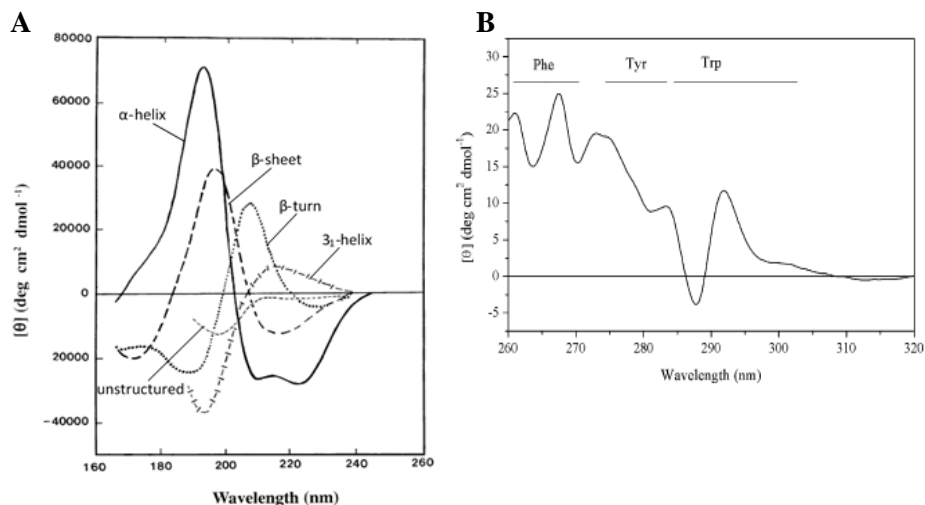 A
80000
60000
40000
20000
0
20000
−40000
[θ] (deg cm² dmol ⁻¹)
α-helix
β-sheet
β-turn
3₁-helix
unstructured
160 180 200 220 240 260
Wavelength (nm)
B
Phe Tyr Trp
30
25
20
15
10
5
0
-5
[θ] (deg cm² dmol⁻¹)
260 270 280 290 300 310 320
Wavelength (nm)